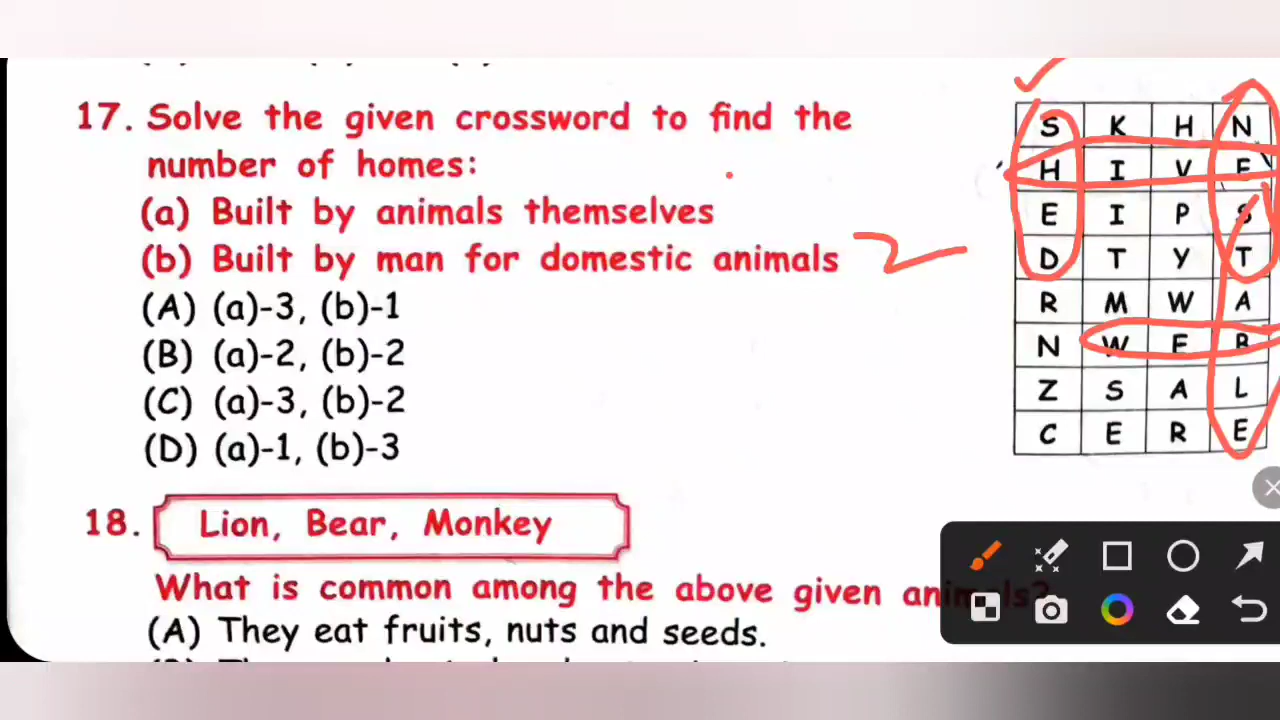 17. Solve the given crossword to find the
number of homes:
(a) Built by animals themselves
(b) Built by man for domestic animals
(A) (a)-3, (b)-1
(B) (a)-2, (b)-2
(C) (a)-3, (b)-2
(D) (a)-1, (b)-3
S K H N
H I V E
E I P S
D T Y T
R M W A
N W E B
Z S A L
C E R E
18. Lion, Bear, Monkey
What is common among the above given animals?
(A) They eat fruits, nuts and seeds.